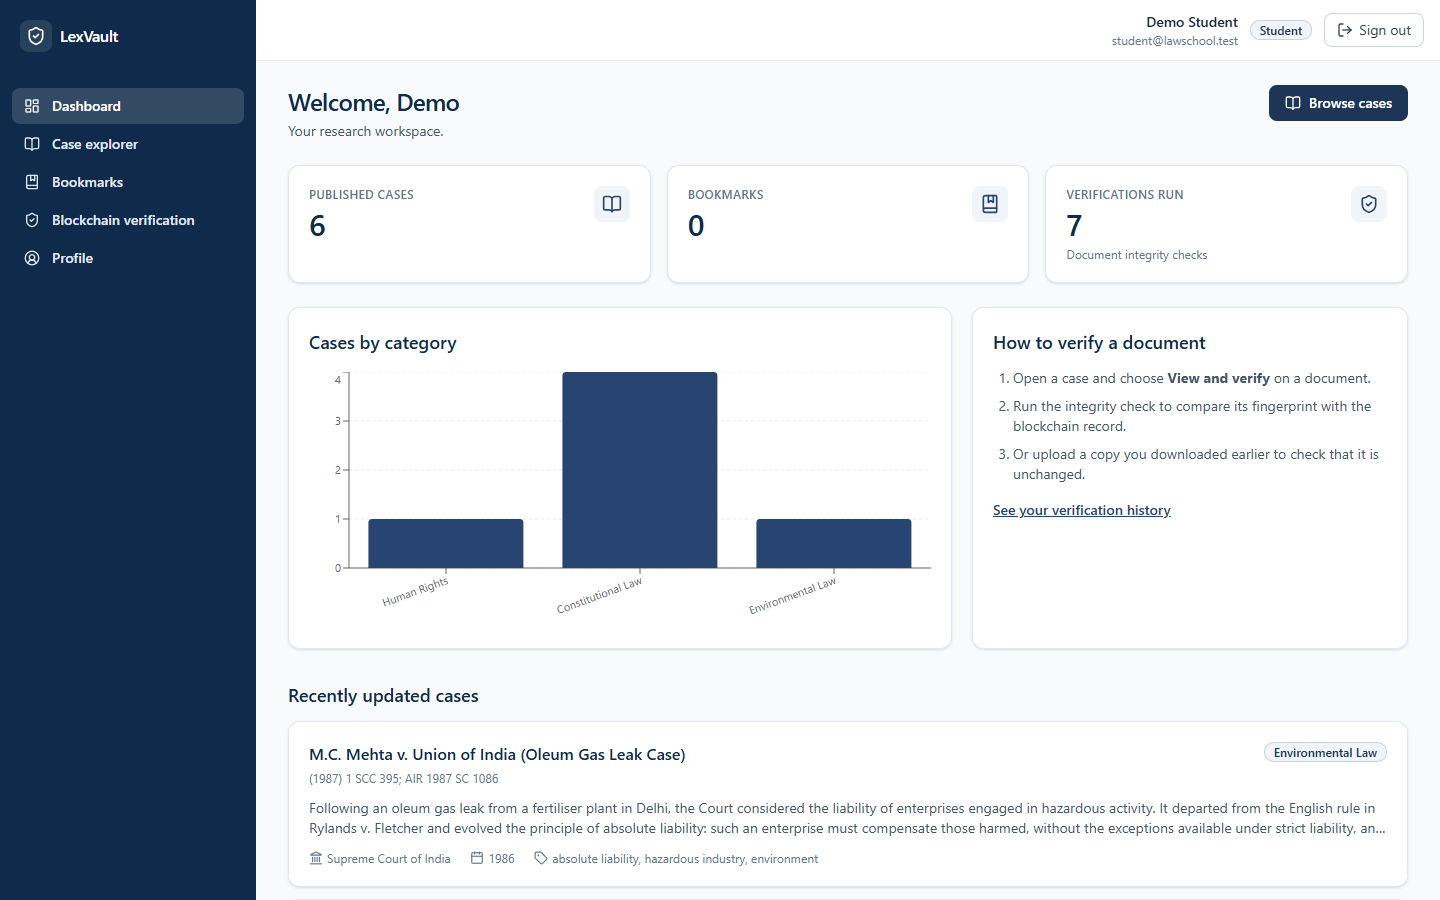 LexVault
Dashboard
Case explorer
Bookmarks
Blockchain verification
Profile
Demo Student
student@lawschool.test
Student
Sign out
Welcome, Demo
Your research workspace.
Browse cases
PUBLISHED CASES
6
BOOKMARKS
0
VERIFICATIONS RUN
7
Document integrity checks
Cases by category
4
3
2
1
0
Human Rights
Constitutional Law
Environmental Law
How to verify a document
1. Open a case and choose View and verify on a document.
2. Run the integrity check to compare its fingerprint with the
blockchain record.
3. Or upload a copy you downloaded earlier to check that it is
unchanged.
See your verification history
Recently updated cases
M.C. Mehta v. Union of India (Oleum Gas Leak Case)
Environmental Law
(1987) 1 SCC 395; AIR 1987 SC 1086
Following an oleum gas leak from a fertiliser plant in Delhi, the Court considered the liability of enterprises engaged in hazardous activity. It departed from the English rule in
Rylands v. Fletcher and evolved the principle of absolute liability: such an enterprise must compensate those harmed, without the exceptions available under strict liability, an...
Supreme Court of India
1986
absolute liability, hazardous industry, environment